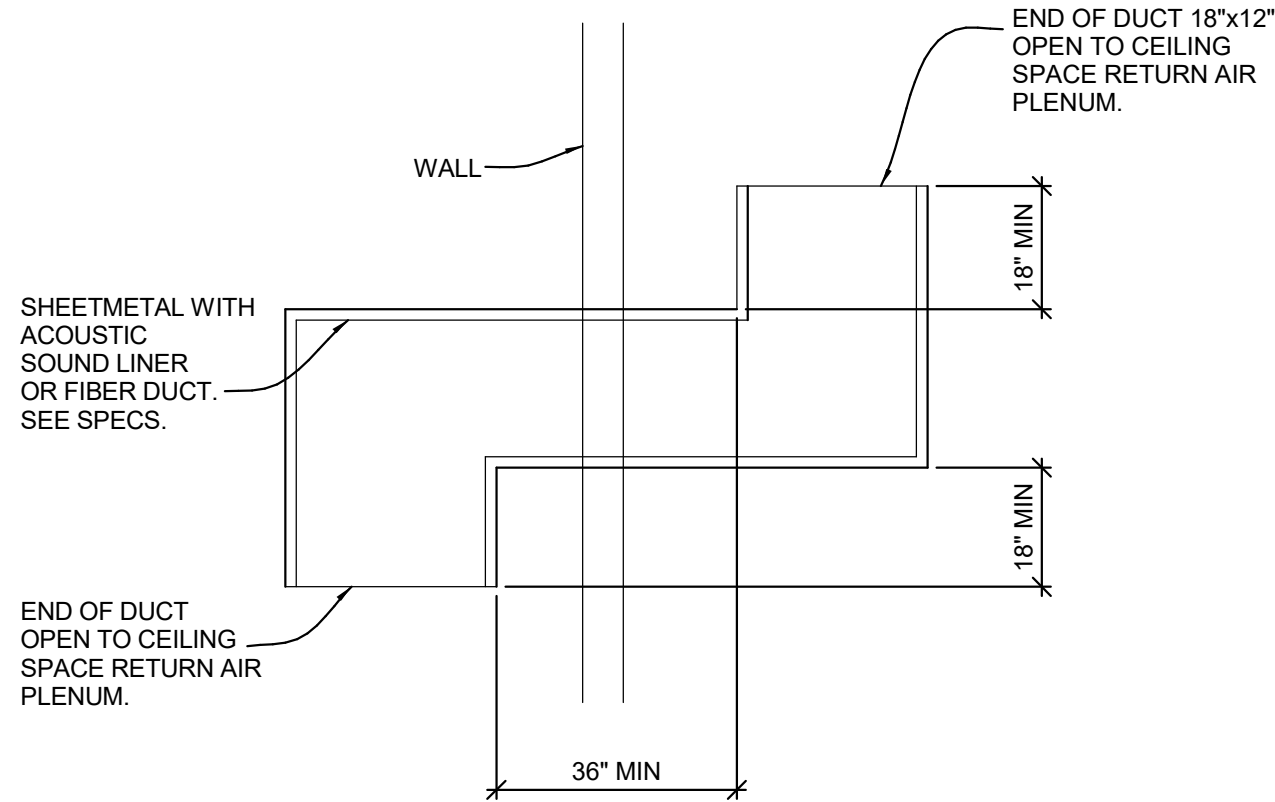 END OF DUCT 18"x12"
OPEN TO CEILING
SPACE RETURN AIR
PLENUM.
WALL
18" MIN
SHEETMETAL WITH
ACOUSTIC
SOUND LINER
OR FIBER DUCT.
SEE SPECS.
18" MIN
END OF DUCT
OPEN TO CEILING
SPACE RETURN AIR
PLENUM.
36" MIN